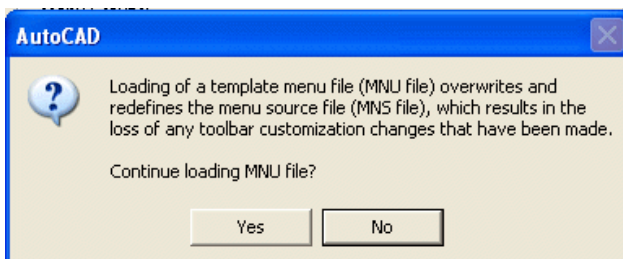 AutoCAD
Loading of a template menu file (MNU file) overwrites and
redefines the menu source file (MNS file), which results in the
loss of any toolbar customization changes that have been made.
Continue loading MNU file?
Yes
No